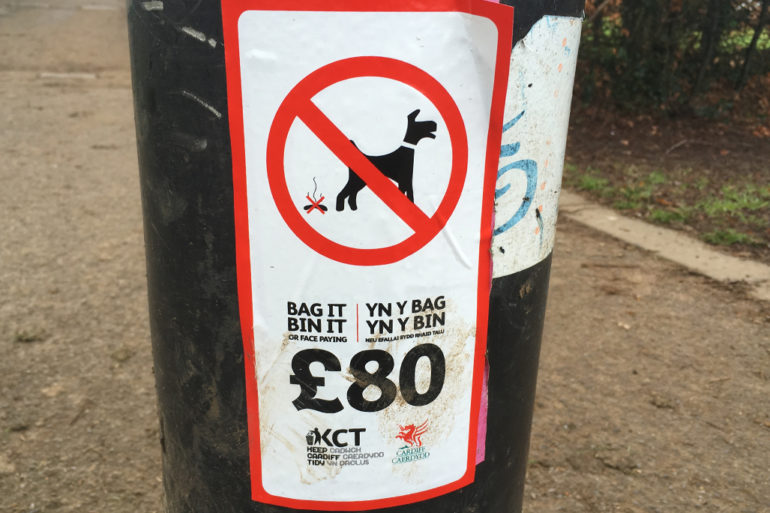 BAG IT
BIN IT
OR FACE PAYING
YN Y BAG
YN Y BIN
NEU EFALLAI BYDD RHAID TALU
£80
KCT
KEEP CADWCH
CARDIFF CAERDYDD
TIDY YN DACLUS
CARDIFF
CAERDYDD